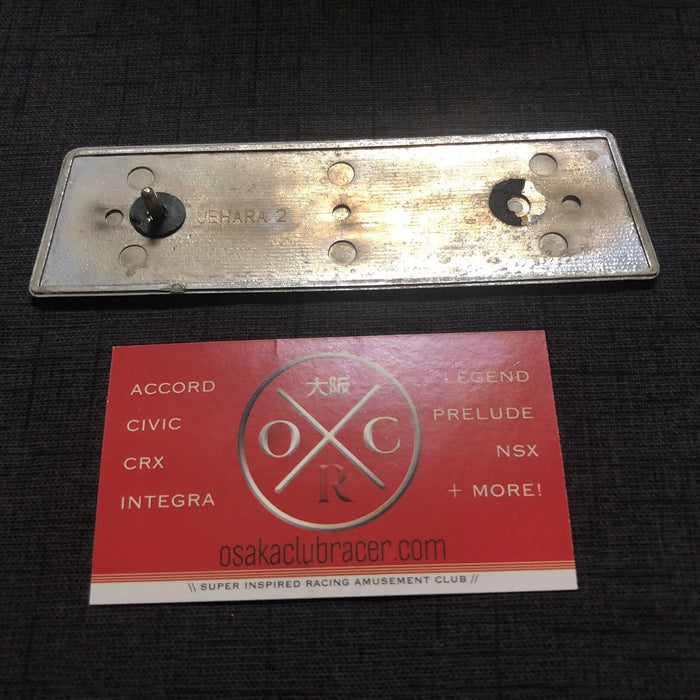 UEHARA 2
ACCORD
CIVIC
CRX
INTEGRA
大阪
O C
R
LEGEND
PRELUDE
NSX
+ MORE!
osakaclubracer.com
\\ SUPER INSPIRED RACING AMUSEMENT CLUB //